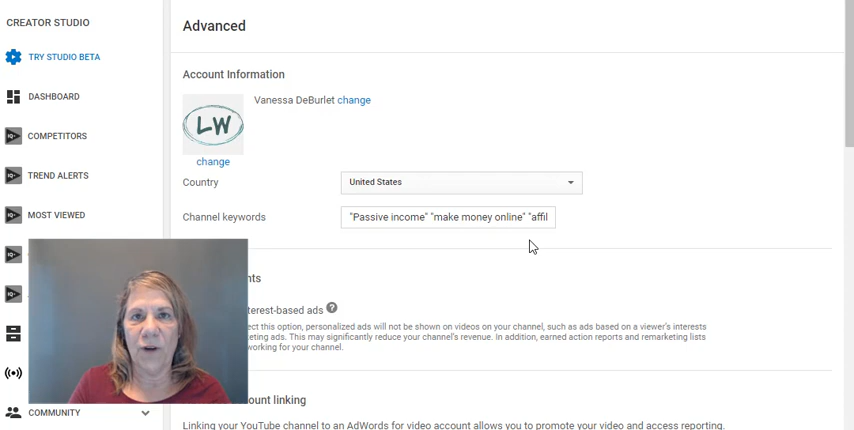 CREATOR STUDIO
TRY STUDIO BETA
DASHBOARD
COMPETITORS
TREND ALERTS
MOST VIEWED
COMMUNITY
Advanced
Account Information
LW
Vanessa DeBurlet change
change
Country
United States
Channel keywords
"Passive income" "make money online" "affil
nts
terest-based ads ?
ect this option, personalized ads will not be shown on videos on your channel, such as ads based on a viewer's interests
keting ads. This may significantly reduce your channel's revenue. In addition, earned action reports and remarketing lists
working for your channel.
ount linking
Linking your YouTube channel to an AdWords for video account allows you to promote your video and access reporting.